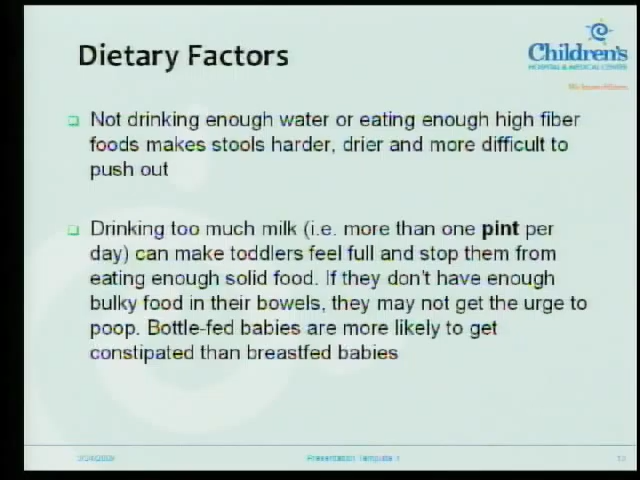 Dietary Factors
Children's
HOSPITAL & MEDICAL CENTER
Not drinking enough water or eating enough high fiber
foods makes stools harder, drier and more difficult to
push out
Drinking too much milk (i.e. more than one pint per
day) can make toddlers feel full and stop them from
eating enough solid food. If they don't have enough
bulky food in their bowels, they may not get the urge to
poop. Bottle-fed babies are more likely to get
constipated than breastfed babies
Presentation Template